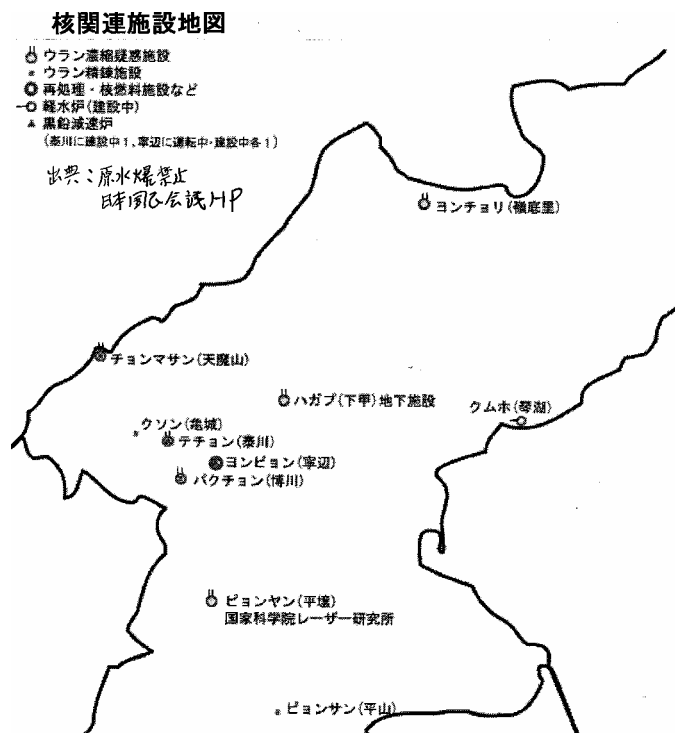 核関連施設地図
ウラン濃縮疑惑施設
ウラン精錬施設
再処理・核燃料施設など
軽水炉(建設中)
黒鉛減速炉
(泰川に建設中1、寧辺に運転中・建設中各1)
出典:原水爆禁止
日本国民会議HP
ヨンチョリ(嶺底里)
チョンマサン(天魔山)
ハガプ(下甲)地下施設
クムホ(琴湖)
クソン(亀城)
テチョン(泰川)
ヨンビョン(寧辺)
パクチョン(博川)
ピョンヤン(平壌)
国家科学院レーザー研究所
ピョンサン(平山)